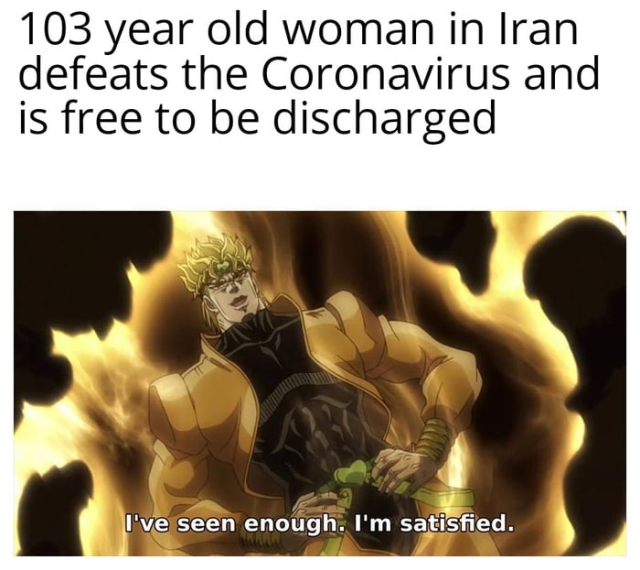 103 year old woman in Iran
defeats the Coronavirus and
is free to be discharged
I've seen enough. I'm satisfied.